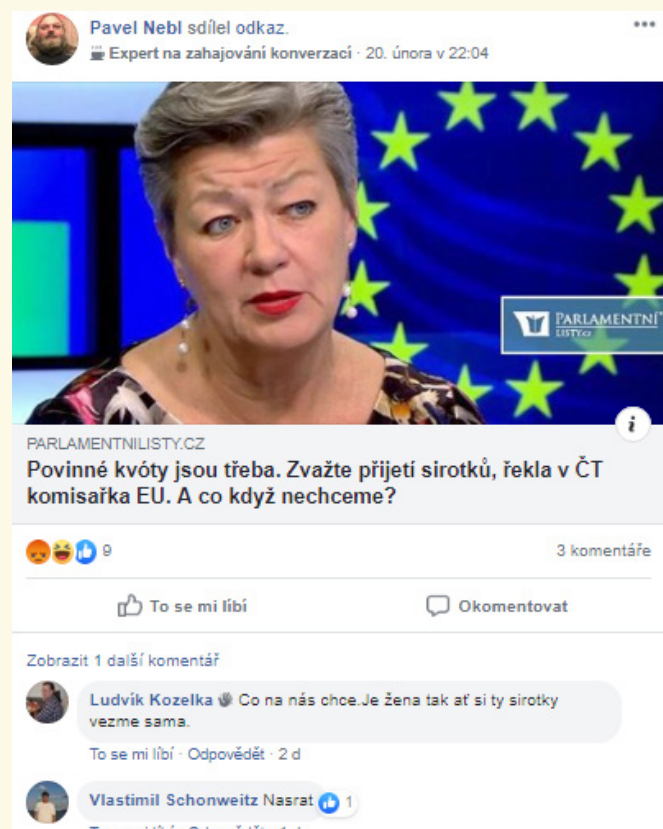 Pavel Nebl sdílel odkaz.
Expert na zahajování konverzací · 20. února v 22:04
PARLAMENTNÍ
LISTY.cz
PARLAMENTNILISTY.CZ
Povinné kvóty jsou třeba. Zvažte přijetí sirotků, řekla v ČT
komisařka EU. A co když nechceme?
9
3 komentáře
To se mi líbí
Okomentovat
Zobrazit 1 další komentář
Ludvík Kozelka Co na nás chce.Je žena tak ať si ty sirotky
vezme sama.
To se mi líbí · Odpovědět · 2 d
Vlastimil Schonweitz Nasrat 1